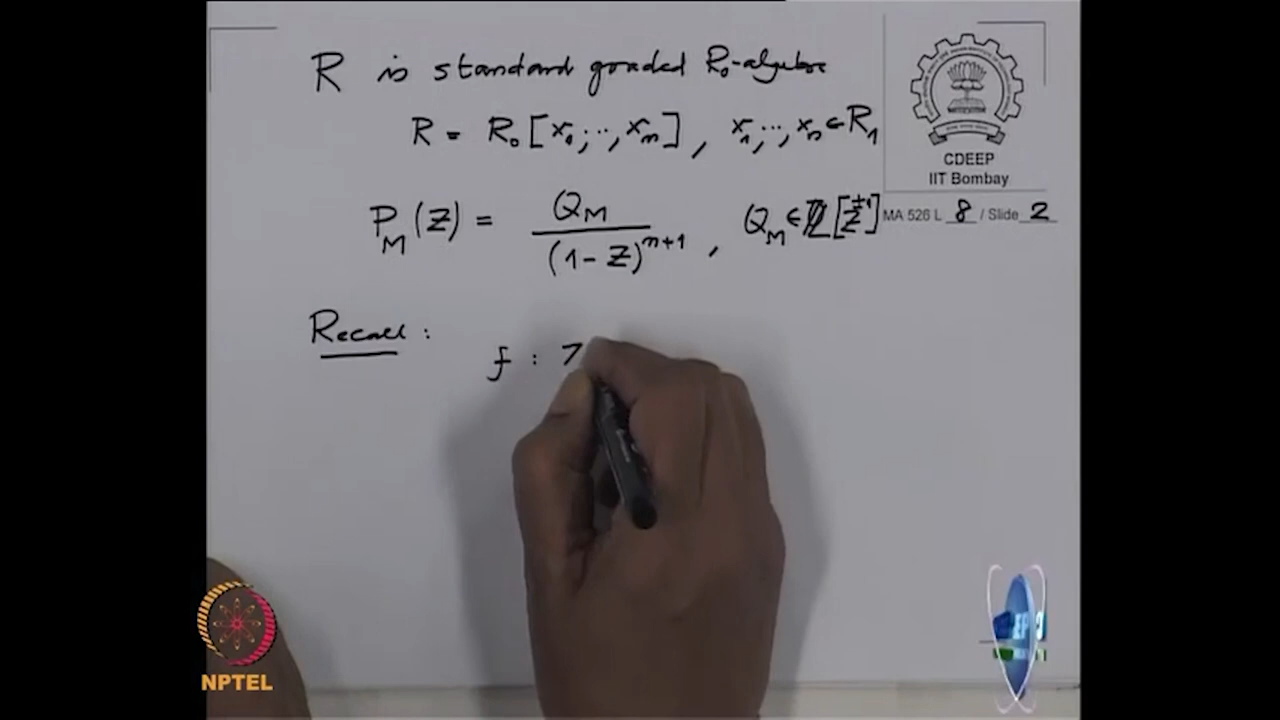 R is standard graded R₀-algebra
R = R₀[x₀,..,xₙ], x₁,..,xₙ ∈ R₁
CDEEP
IIT Bombay
P_M(Z) = Q_M / (1-Z)^{n+1}, Q_M ∈ ℤ[Z^{±1}]
MA 526 L 8 / Slide 2
Recall :
f : Z
NPTEL